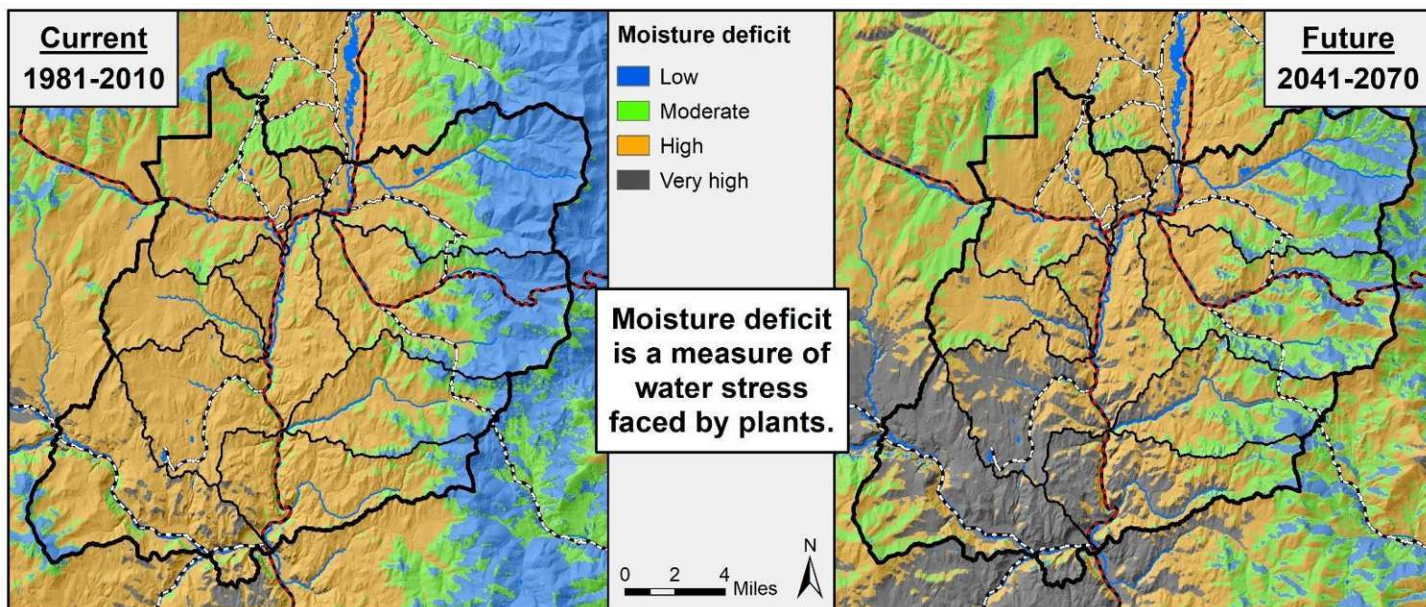 Current
1981-2010
Moisture deficit
Low
Moderate
High
Very high
Future
2041-2070
Moisture deficit
is a measure of
water stress
faced by plants.
N
0 2 4
Miles